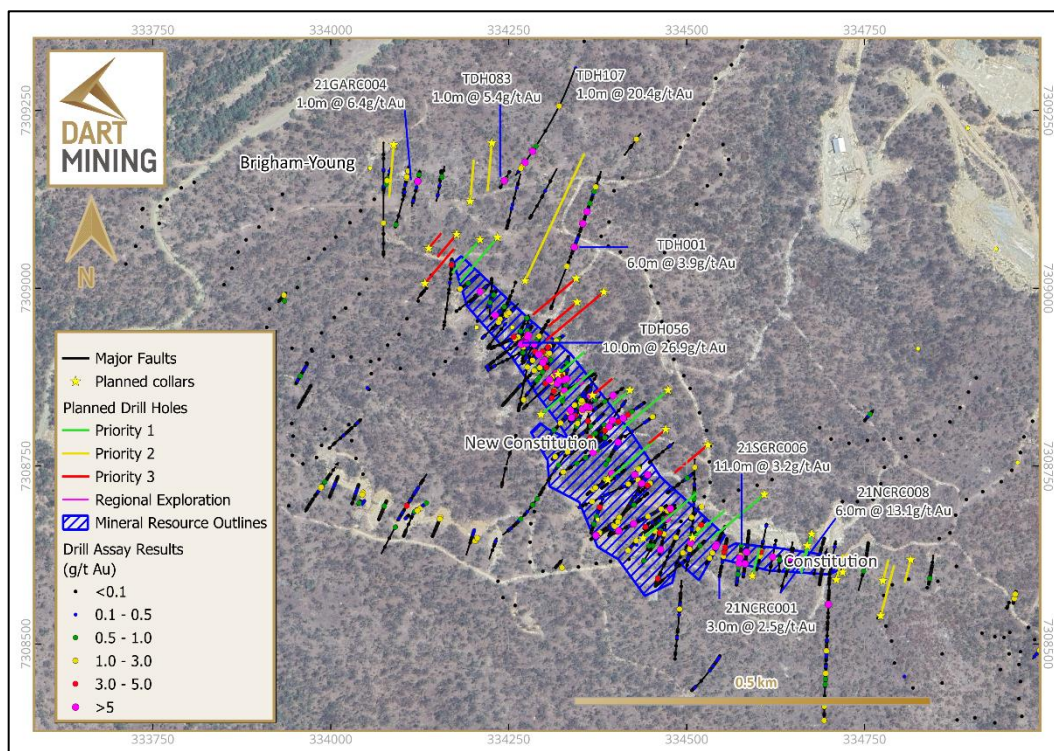 333750 334000 334250 334500 334750
DART
MINING
N
21GARC004
1.0m @ 6.4g/t Au
TDH083
1.0m @ 5.4g/t Au
TDH107
1.0m @ 20.4g/t Au
7309250 7309250
Brigham-Young
TDH001
6.0m @ 3.9g/t Au
7309000 7309000
TDH056
10.0m @ 26.9g/t Au
New Constitution
7308750 7308750
21SCRC006
11.0m @ 3.2g/t Au
21NCRC008
6.0m @ 13.1g/t Au
Constitution
21NCRC001
3.0m @ 2.5g/t Au
7308500 7308500
0.5 km
Major Faults
Planned collars
Planned Drill Holes
Priority 1
Priority 2
Priority 3
Regional Exploration
Mineral Resource Outlines
Drill Assay Results
(g/t Au)
<0.1
0.1 - 0.5
0.5 - 1.0
1.0 - 3.0
3.0 - 5.0
>5
333750 334000 334250 334500 334750